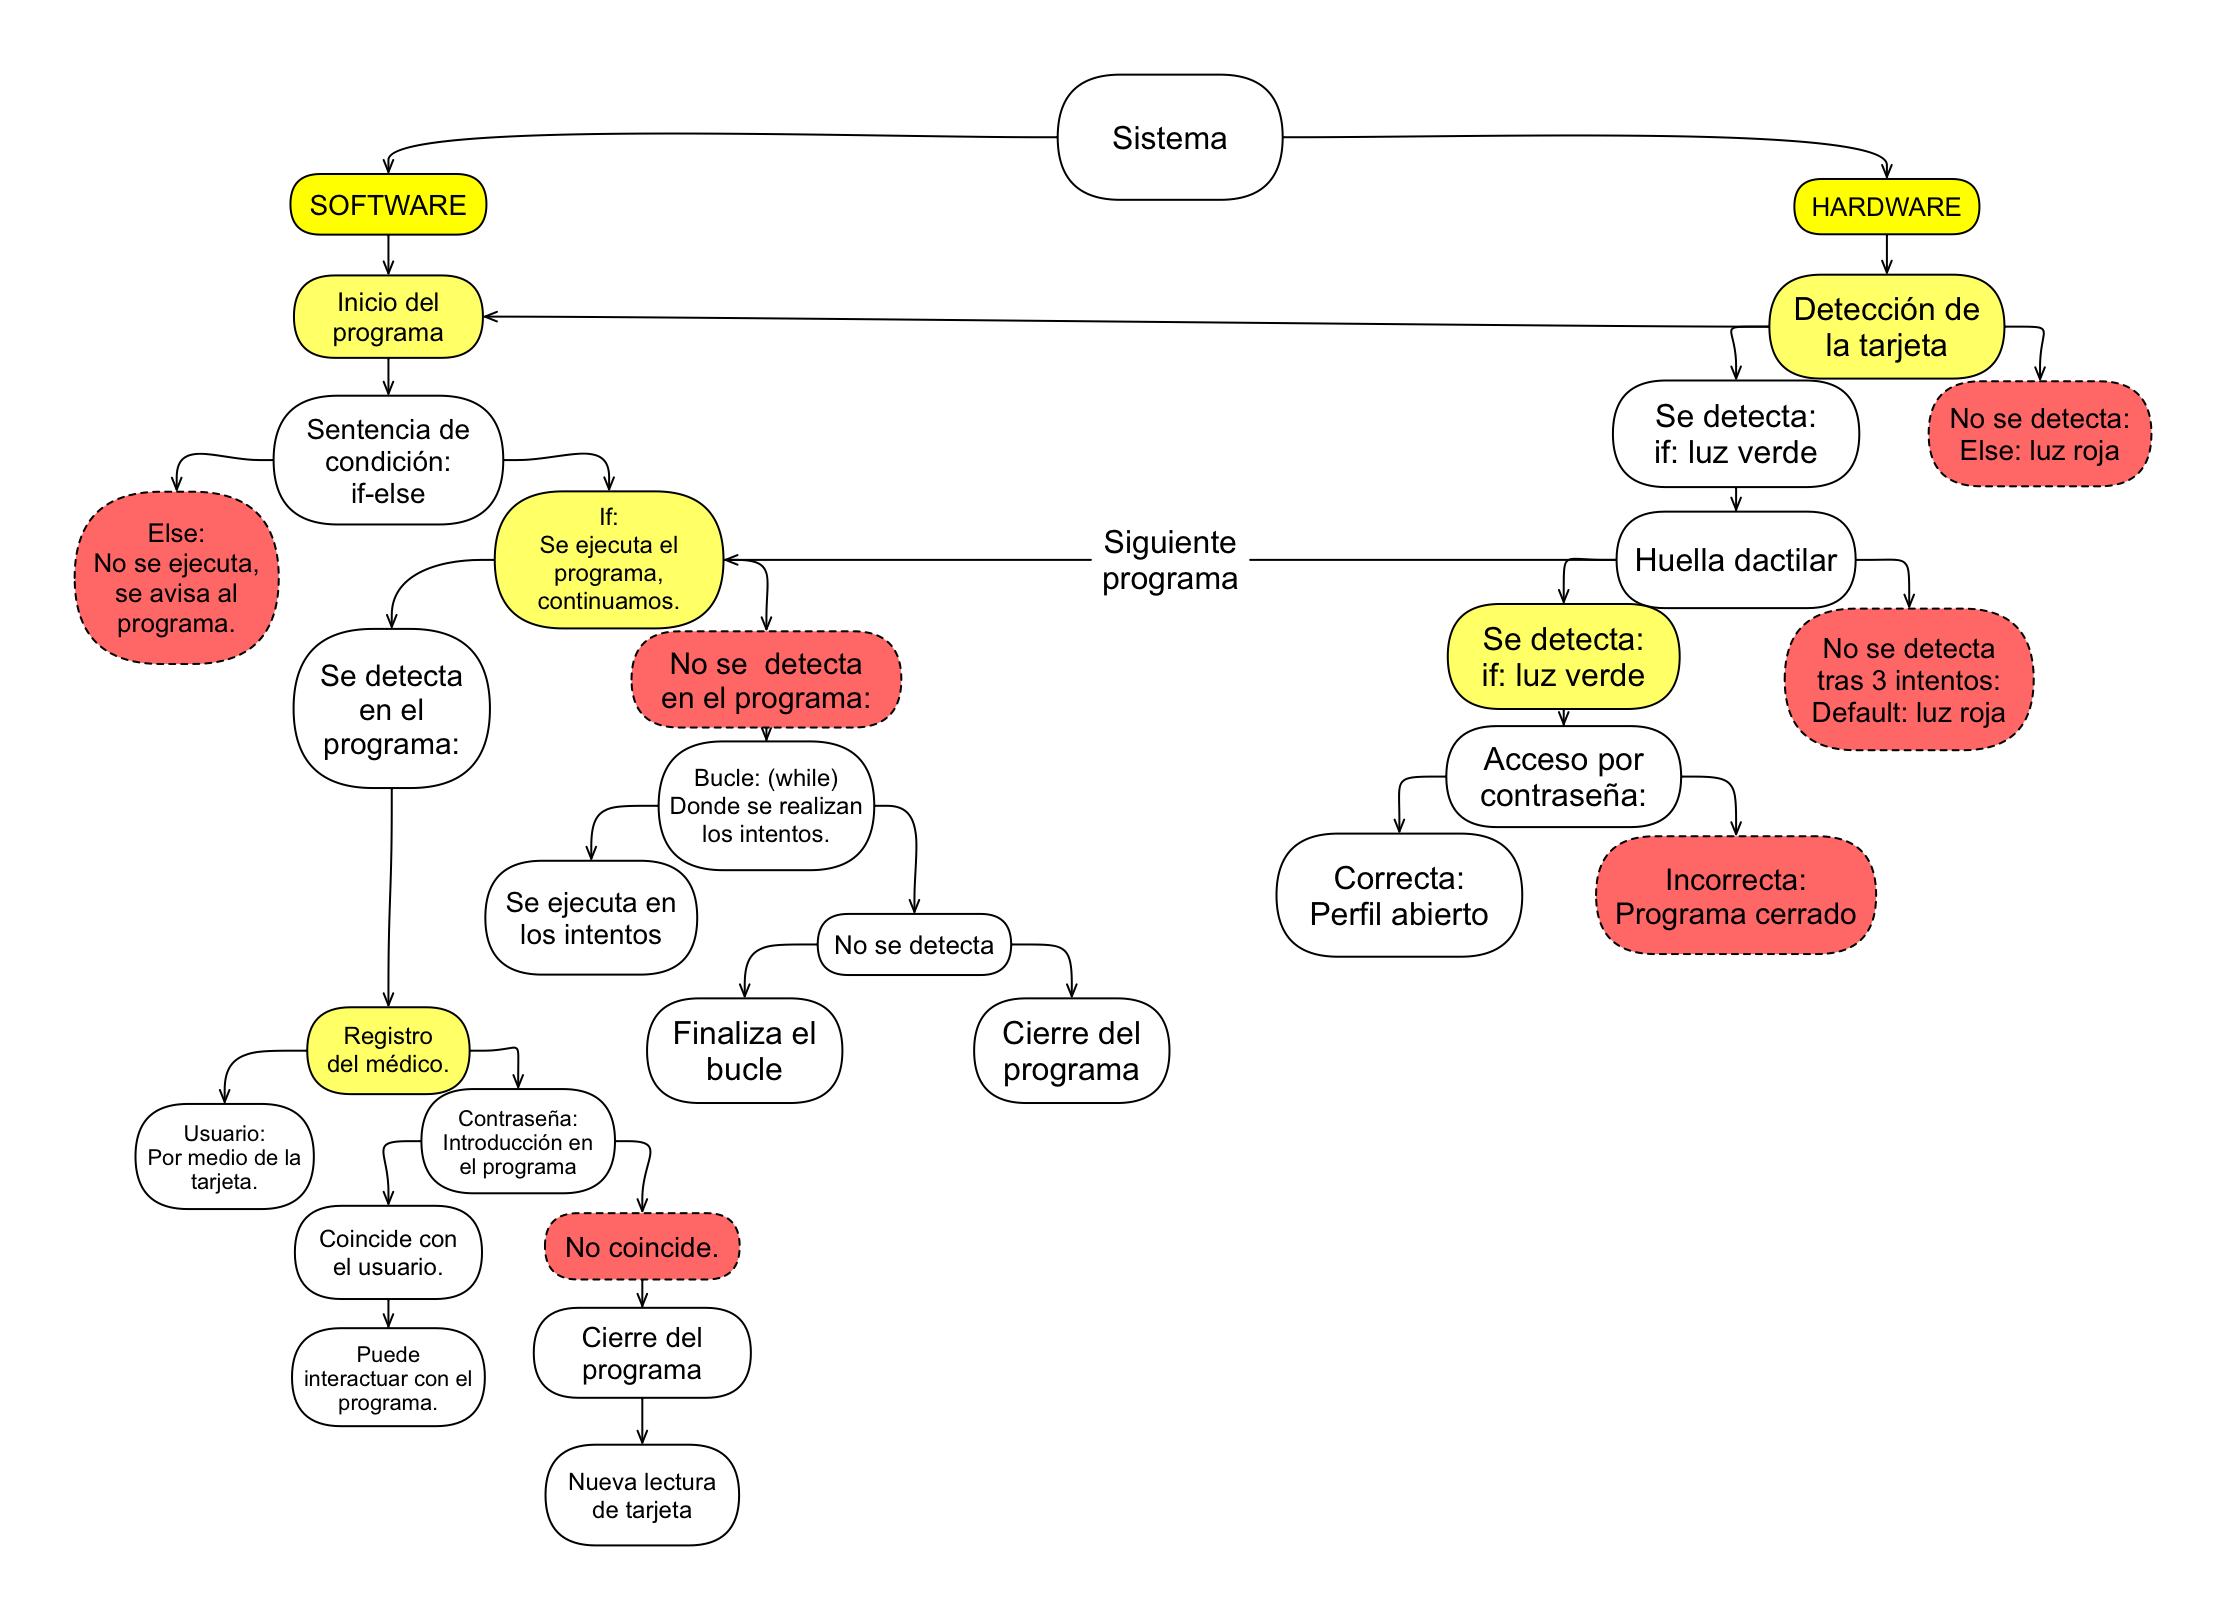 Sistema
SOFTWARE
HARDWARE
Inicio del
programa
Detección de
la tarjeta
Sentencia de
condición:
if-else
Se detecta:
if: luz verde
No se detecta:
Else: luz roja
Else:
No se ejecuta,
se avisa al
programa.
If:
Se ejecuta el
programa,
continuamos.
Siguiente
programa
Huella dactilar
Se detecta
en el
programa:
No se  detecta
en el programa:
Se detecta:
if: luz verde
No se detecta
tras 3 intentos:
Default: luz roja
Bucle: (while)
Donde se realizan
los intentos.
Acceso por
contraseña:
Se ejecuta en
los intentos
No se detecta
Correcta:
Perfil abierto
Incorrecta:
Programa cerrado
Finaliza el
bucle
Cierre del
programa
Registro
del médico.
Usuario:
Por medio de la
tarjeta.
Contraseña:
Introducción en
el programa
Coincide con
el usuario.
No coincide.
Puede
interactuar con el
programa.
Cierre del
programa
Nueva lectura
de tarjeta